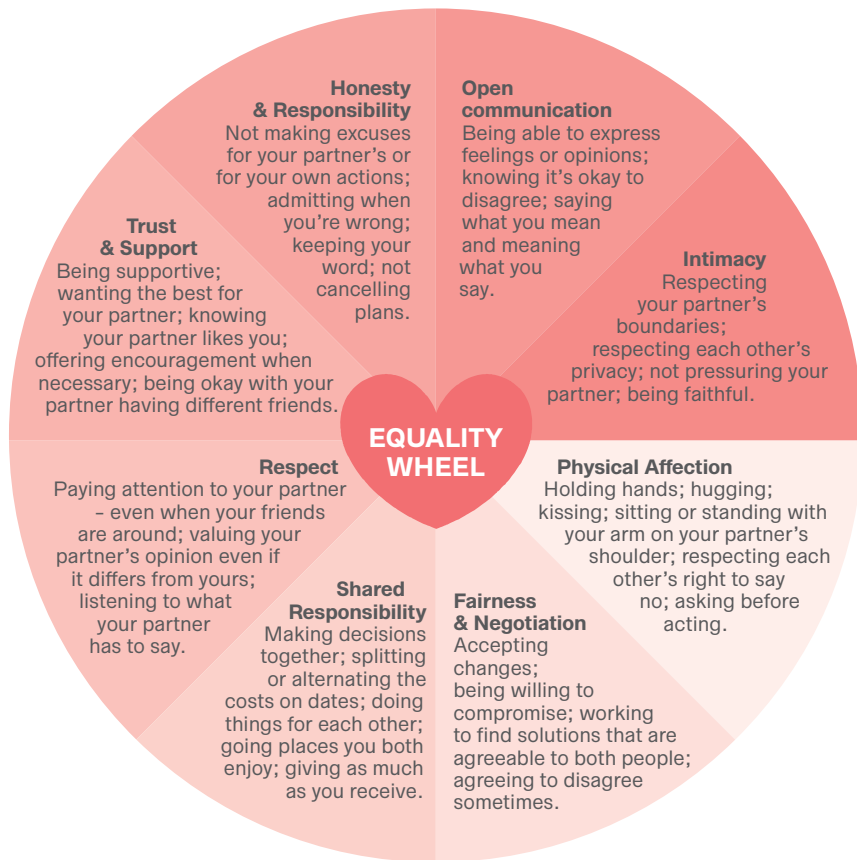 Honesty
& Responsibility
Not making excuses
for your partner's or
for your own actions;
admitting when
you're wrong;
keeping your
word; not
cancelling
plans.
Open
communication
Being able to express
feelings or opinions;
knowing it's okay to
disagree; saying
what you mean
and meaning
what you
say.
Intimacy
Respecting
your partner's
boundaries;
respecting each other's
privacy; not pressuring your
partner; being faithful.
Physical Affection
Holding hands; hugging;
kissing; sitting or standing with
your arm on your partner's
shoulder; respecting each
other's right to say
no; asking before
acting.
Fairness
& Negotiation
Accepting
changes;
being willing to
compromise; working
to find solutions that are
agreeable to both people;
agreeing to disagree
sometimes.
Shared
Responsibility
Making decisions
together; splitting
or alternating the
costs on dates; doing
things for each other;
going places you both
enjoy; giving as much
as you receive.
Respect
Paying attention to your partner
– even when your friends
are around; valuing your
partner's opinion even if
it differs from yours;
listening to what
your partner
has to say.
Trust
& Support
Being supportive;
wanting the best for
your partner; knowing
your partner likes you;
offering encouragement when
necessary; being okay with your
partner having different friends.
EQUALITY
WHEEL